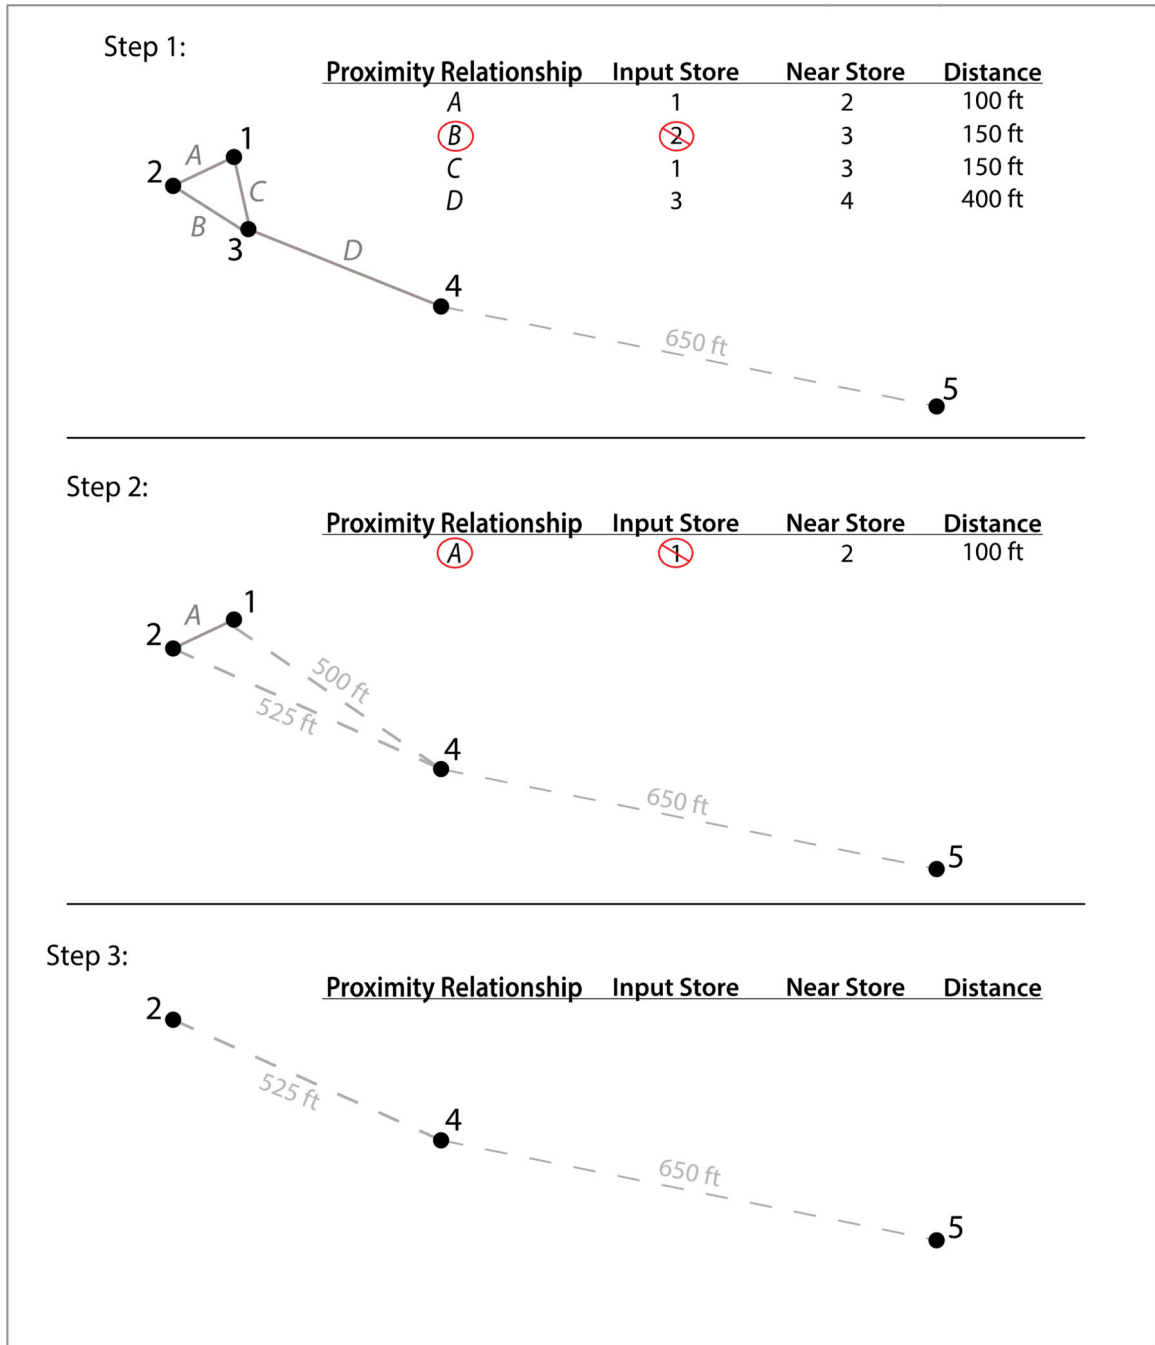 Step 1:
Proximity Relationship Input Store Near Store Distance
A 1 2 100 ft
B 2 3 150 ft
C 1 3 150 ft
D 3 4 400 ft
1
A
2
C
B
3
D
4
650 ft
5
Step 2:
Proximity Relationship Input Store Near Store Distance
A 1 2 100 ft
1
A
2
500 ft
525 ft
4
650 ft
5
Step 3:
Proximity Relationship Input Store Near Store Distance
2
525 ft
4
650 ft
5